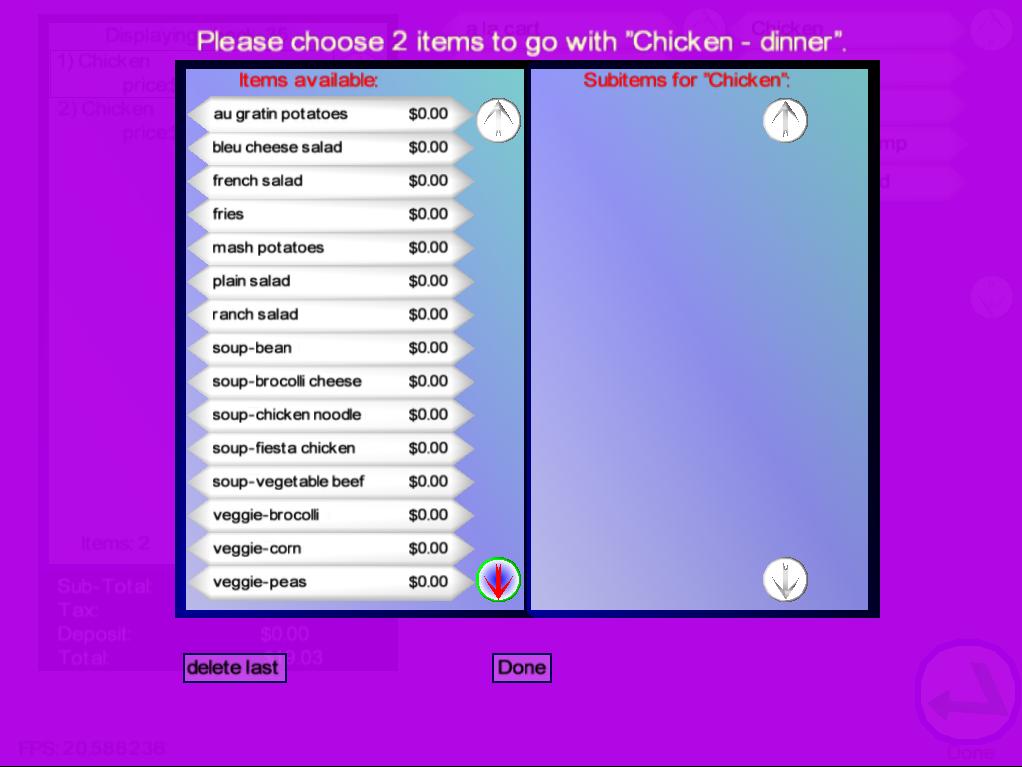 Please choose 2 items to go with "Chicken - dinner".
Items available:
au gratin potatoes $0.00
bleu cheese salad $0.00
french salad $0.00
fries $0.00
mash potatoes $0.00
plain salad $0.00
ranch salad $0.00
soup-bean $0.00
soup-brocolli cheese $0.00
soup-chicken noodle $0.00
soup-fiesta chicken $0.00
soup-vegetable beef $0.00
veggie-brocolli $0.00
veggie-corn $0.00
veggie-peas $0.00
Subitems for "Chicken":
delete last
Done
Displaying
a la cart
Chicken
1) Chicken
price:
2) Chicken
price:
Items: 2
Sub-Total:
Tax:
Deposit: $0.00
Total: 9.03
FPS: 20.586236
Done